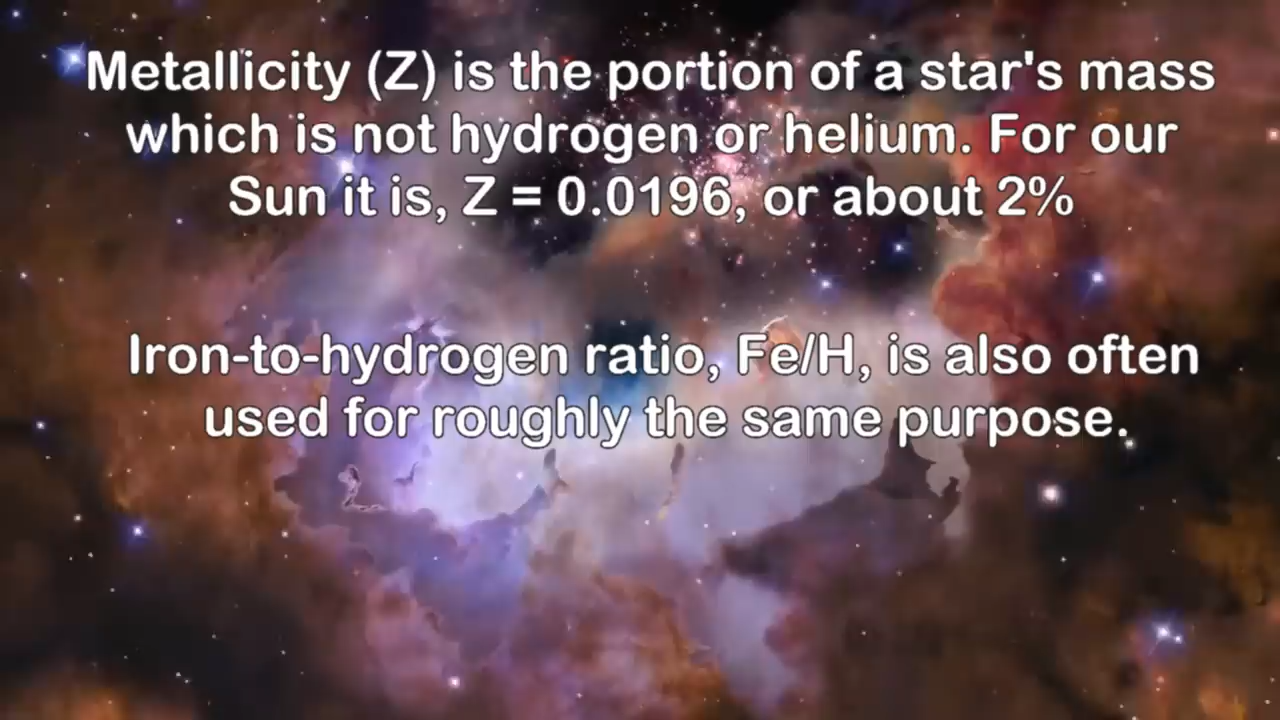 Metallicity (Z) is the portion of a star's mass
which is not hydrogen or helium. For our
Sun it is, Z = 0.0196, or about 2%
Iron-to-hydrogen ratio, Fe/H, is also often
used for roughly the same purpose.